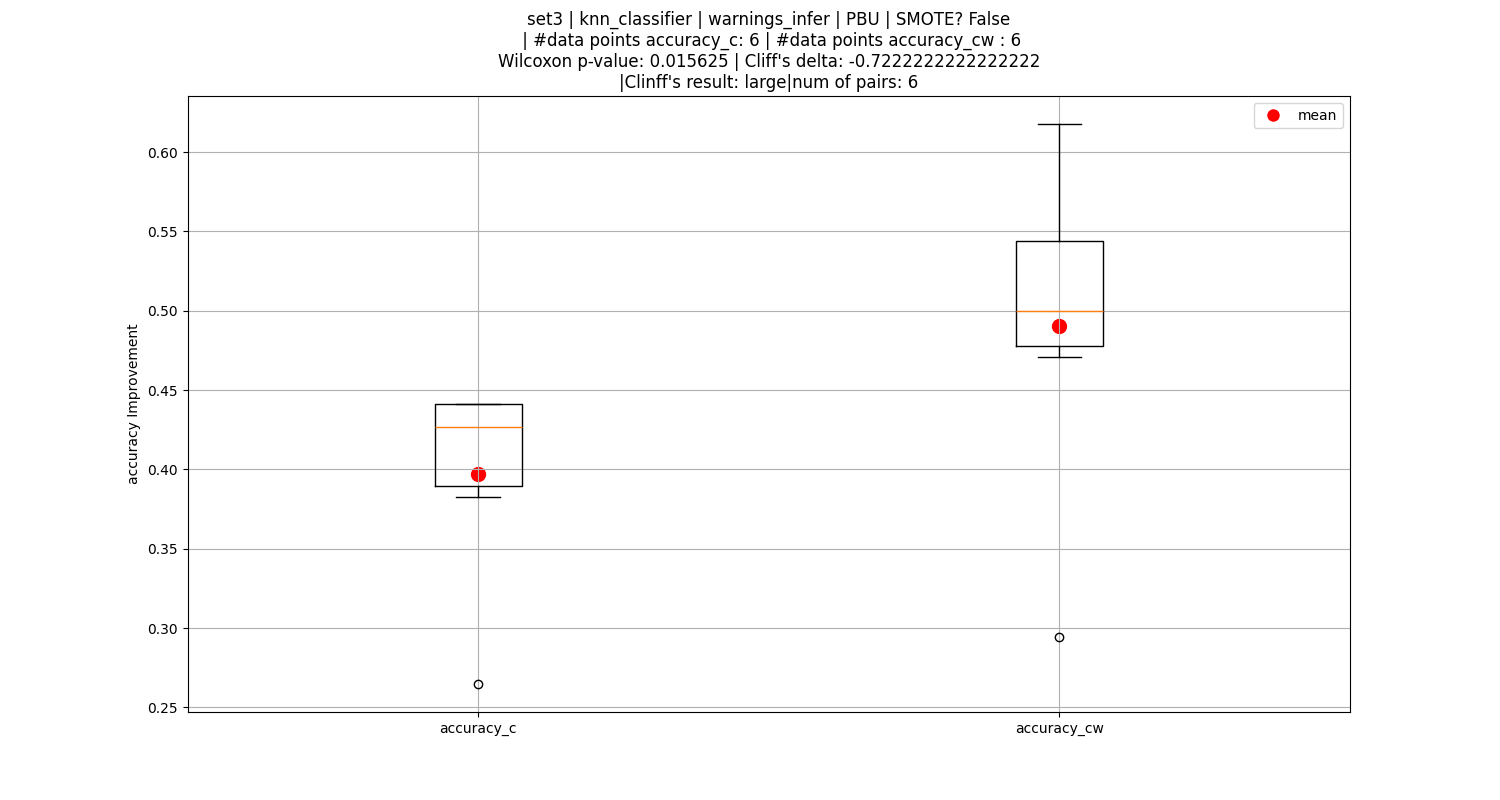 set3 | knn_classifier | warnings_infer | PBU | SMOTE? False
| #data points accuracy_c: 6 | #data points accuracy_cw : 6
Wilcoxon p-value: 0.015625 | Cliff's delta: -0.7222222222222222
|Clinff's result: large|num of pairs: 6
mean
0.60
0.55
0.50
0.45
0.40
0.35
0.30
0.25
accuracy Improvement
accuracy_c
accuracy_cw